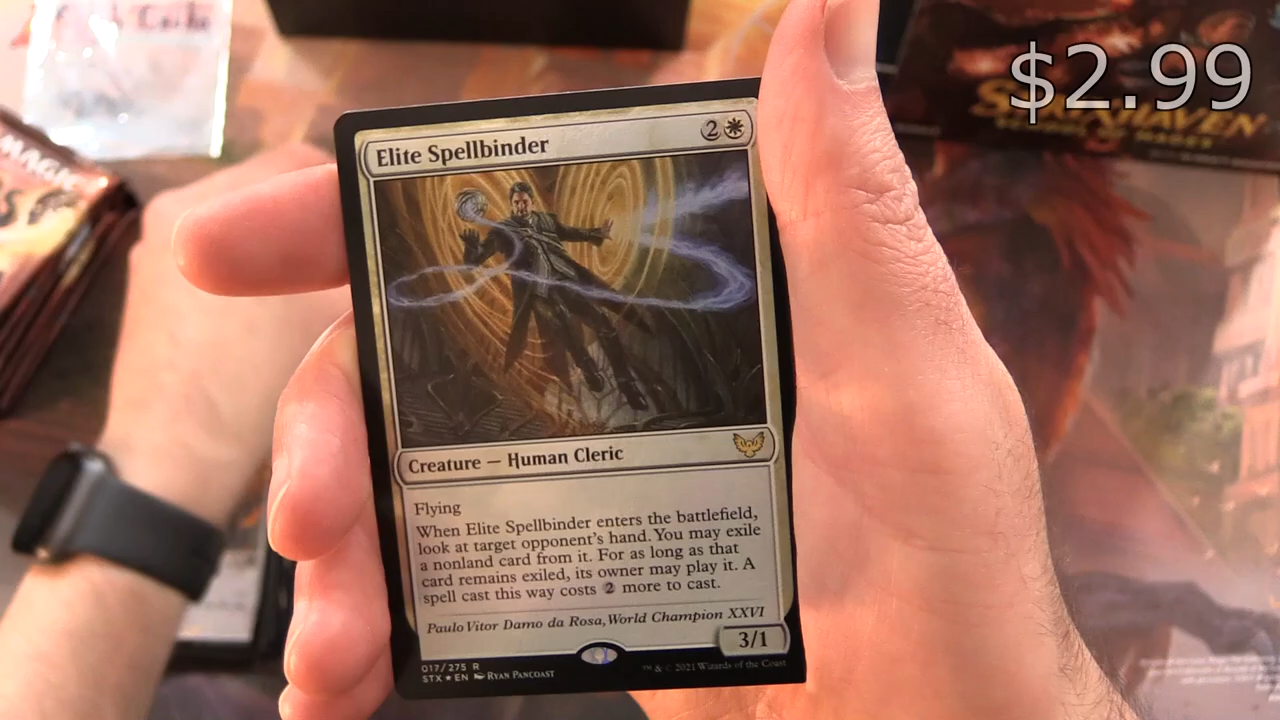 $2.99
MAGIC
STRIXHAVEN
Elite Spellbinder
2
Creature — Human Cleric
Flying
When Elite Spellbinder enters the battlefield,
look at target opponent's hand. You may exile
a nonland card from it. For as long as that
card remains exiled, its owner may play it. A
spell cast this way costs 2 more to cast.
Paulo Vitor Damo da Rosa, World Champion XXVI
3/1
017/275 R
STX ★ EN Ryan Pancoast
™ & © 2021 Wizards of the Coast